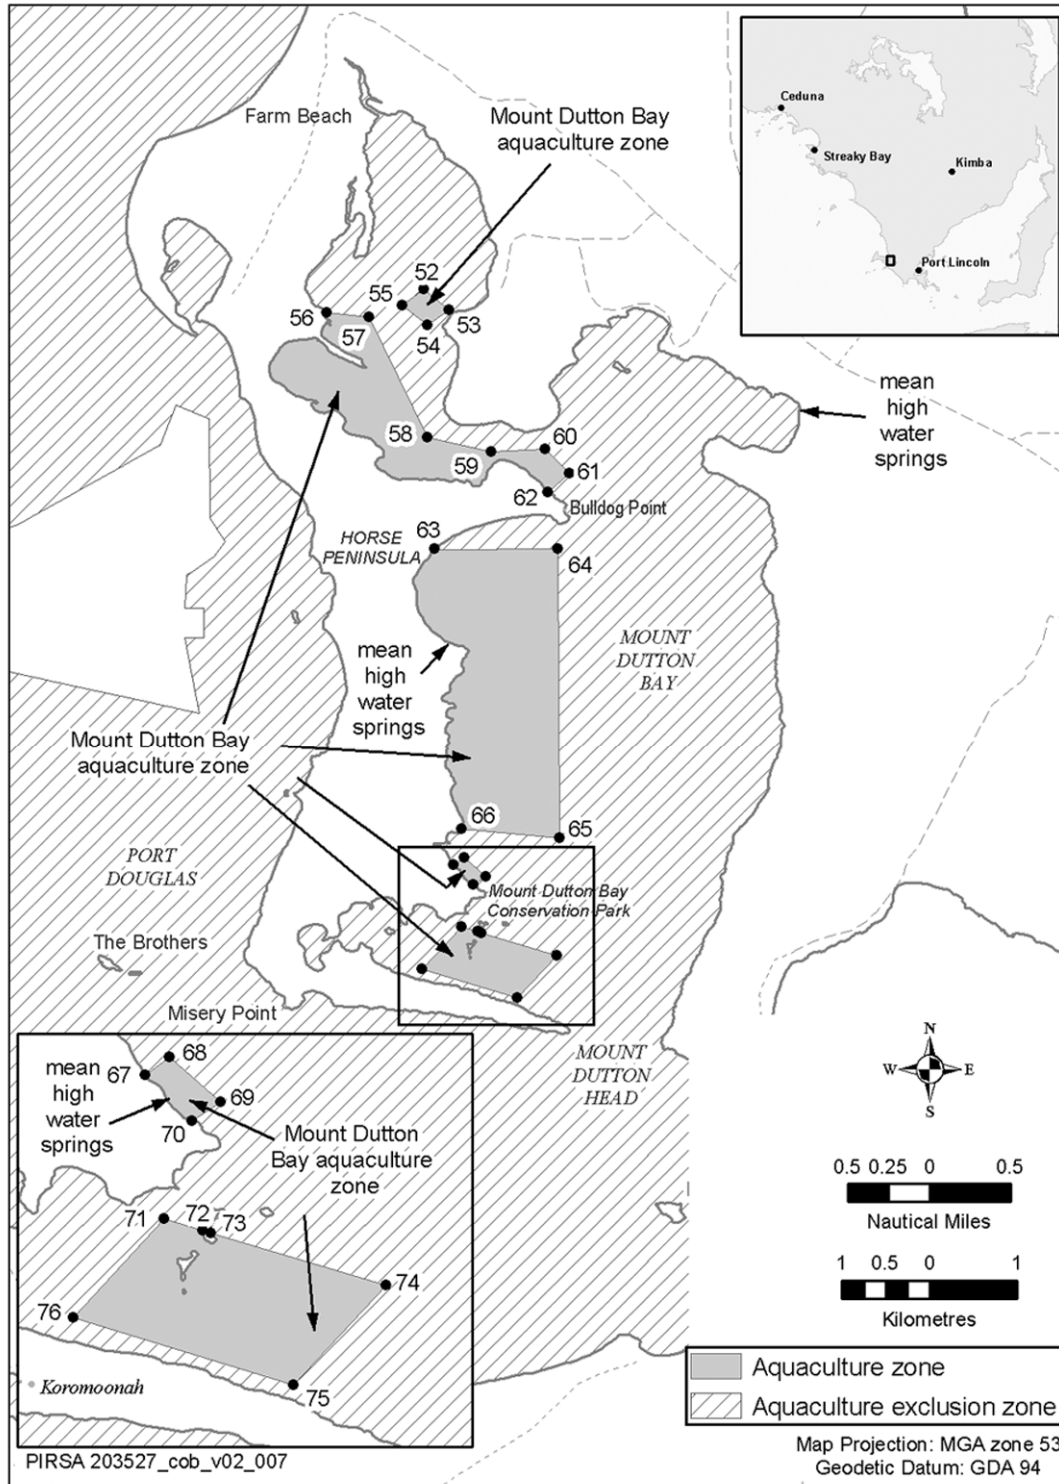 Farm Beach
Mount Dutton Bay
aquaculture zone
Ceduna
Streaky Bay
Kimba
Port Lincoln
52
55
53
56
57
54
mean
high
water
springs
58
59
60
61
62
Bulldog Point
63
HORSE
PENINSULA
64
MOUNT
DUTTON
BAY
mean
high
water
springs
Mount Dutton Bay
aquaculture zone
66
65
PORT
DOUGLAS
Mount Dutton Bay
Conservation Park
The Brothers
Misery Point
MOUNT
DUTTON
HEAD
68
67
mean
high
water
springs
69
70
Mount Dutton
Bay aquaculture
zone
71
72
73
74
76
75
Koromoonah
N
W
E
S
0.5 0.25 0 0.5
Nautical Miles
1 0.5 0 1
Kilometres
Aquaculture zone
Aquaculture exclusion zone
PIRSA 203527_cob_v02_007
Map Projection: MGA zone 53
Geodetic Datum: GDA 94